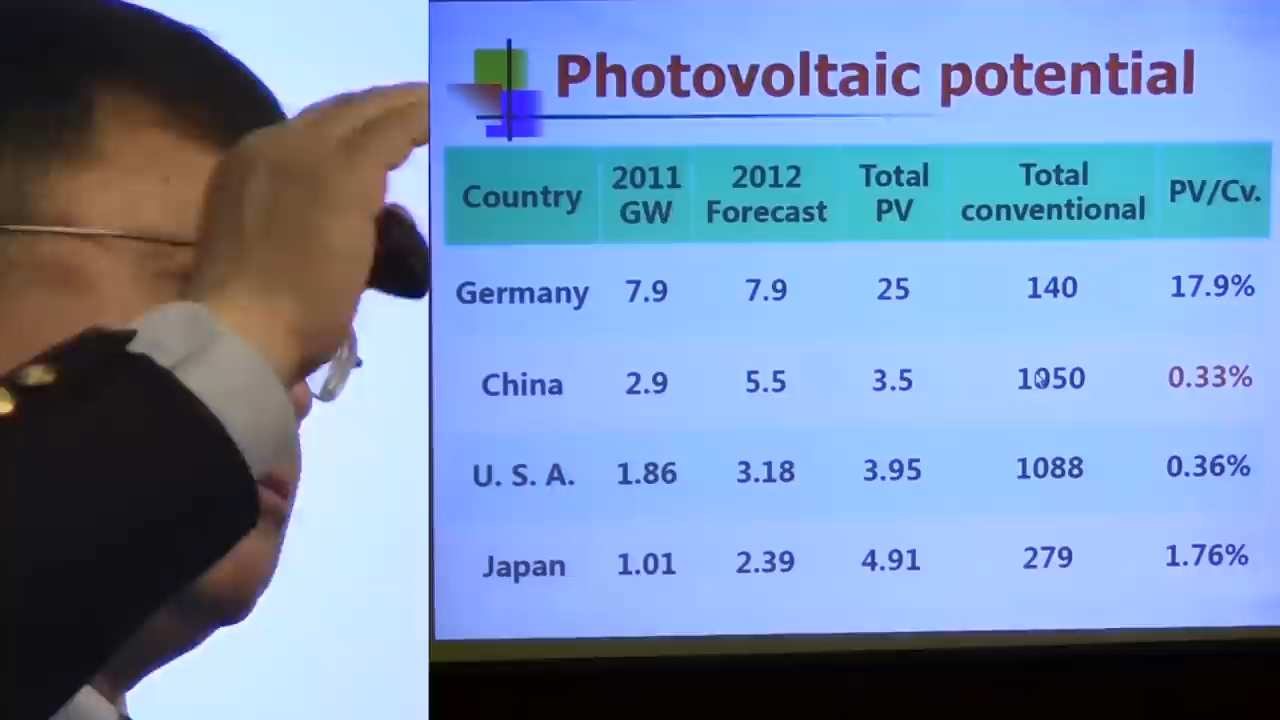 Photovoltaic potential
Country 2011 GW 2012 Forecast Total PV Total conventional PV/Cv.
Germany 7.9 7.9 25 140 17.9%
China 2.9 5.5 3.5 1050 0.33%
U. S. A. 1.86 3.18 3.95 1088 0.36%
Japan 1.01 2.39 4.91 279 1.76%